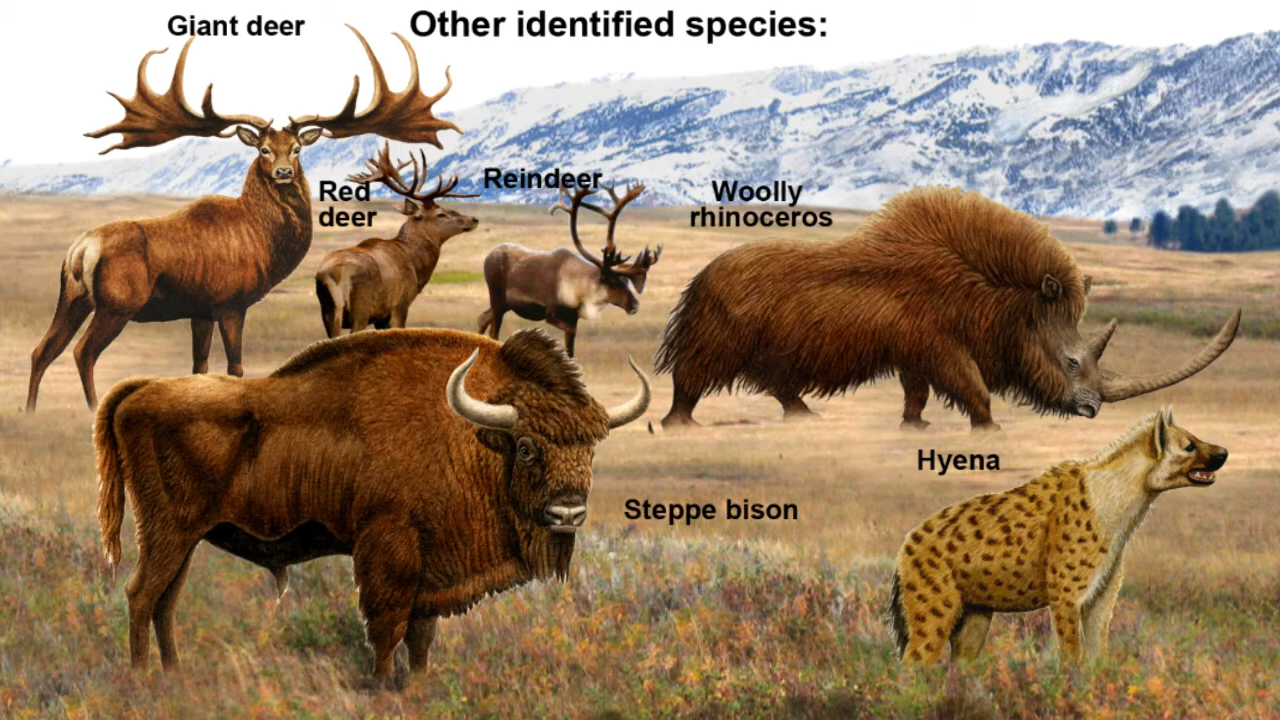 Giant deer
Other identified species:
Red
deer
Reindeer
Woolly
rhinoceros
Hyena
Steppe bison